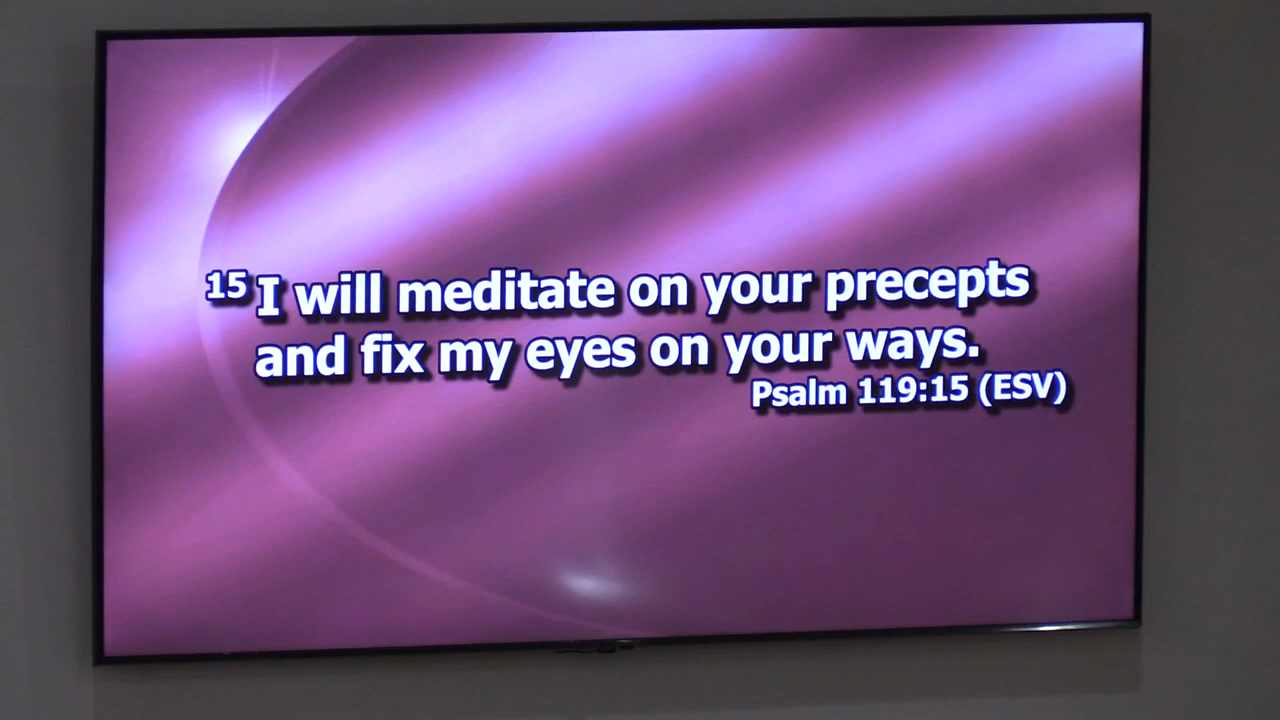 15 I will meditate on your precepts
and fix my eyes on your ways.
Psalm 119:15 (ESV)